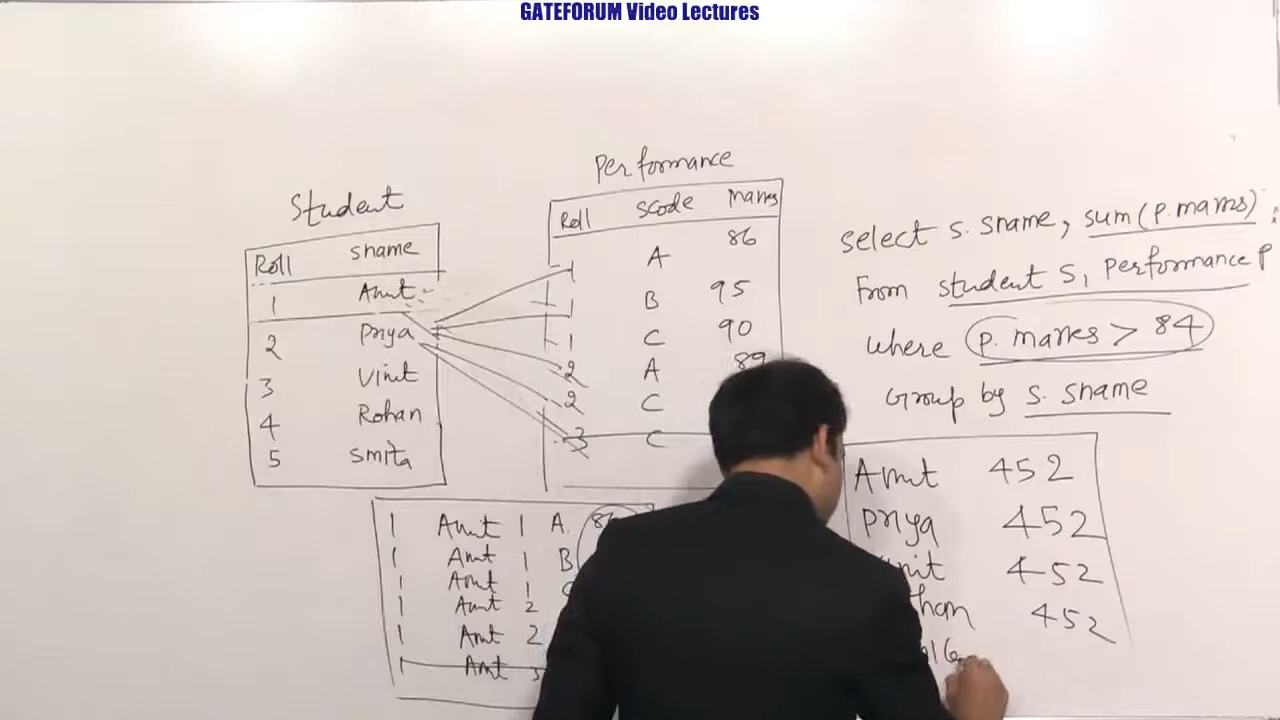 GATEFORUM Video Lectures
Student
Roll sname
1 Amit
2 priya
3 Vinit
4 Rohan
5 smita
Performance
Roll scode marks
1 A 86
1 B 95
1 C 90
2 A 89
2 C
3 C
select s. sname, sum(p.marks);
From student s, performance p
where p. marks > 84
Group by s. sname
1 Amit 1 A
1 Amit 1 B
1 Amit 1
1 Amit 2
1 Amit 2
1 Amit 3
Amit 452
priya 452
452
452